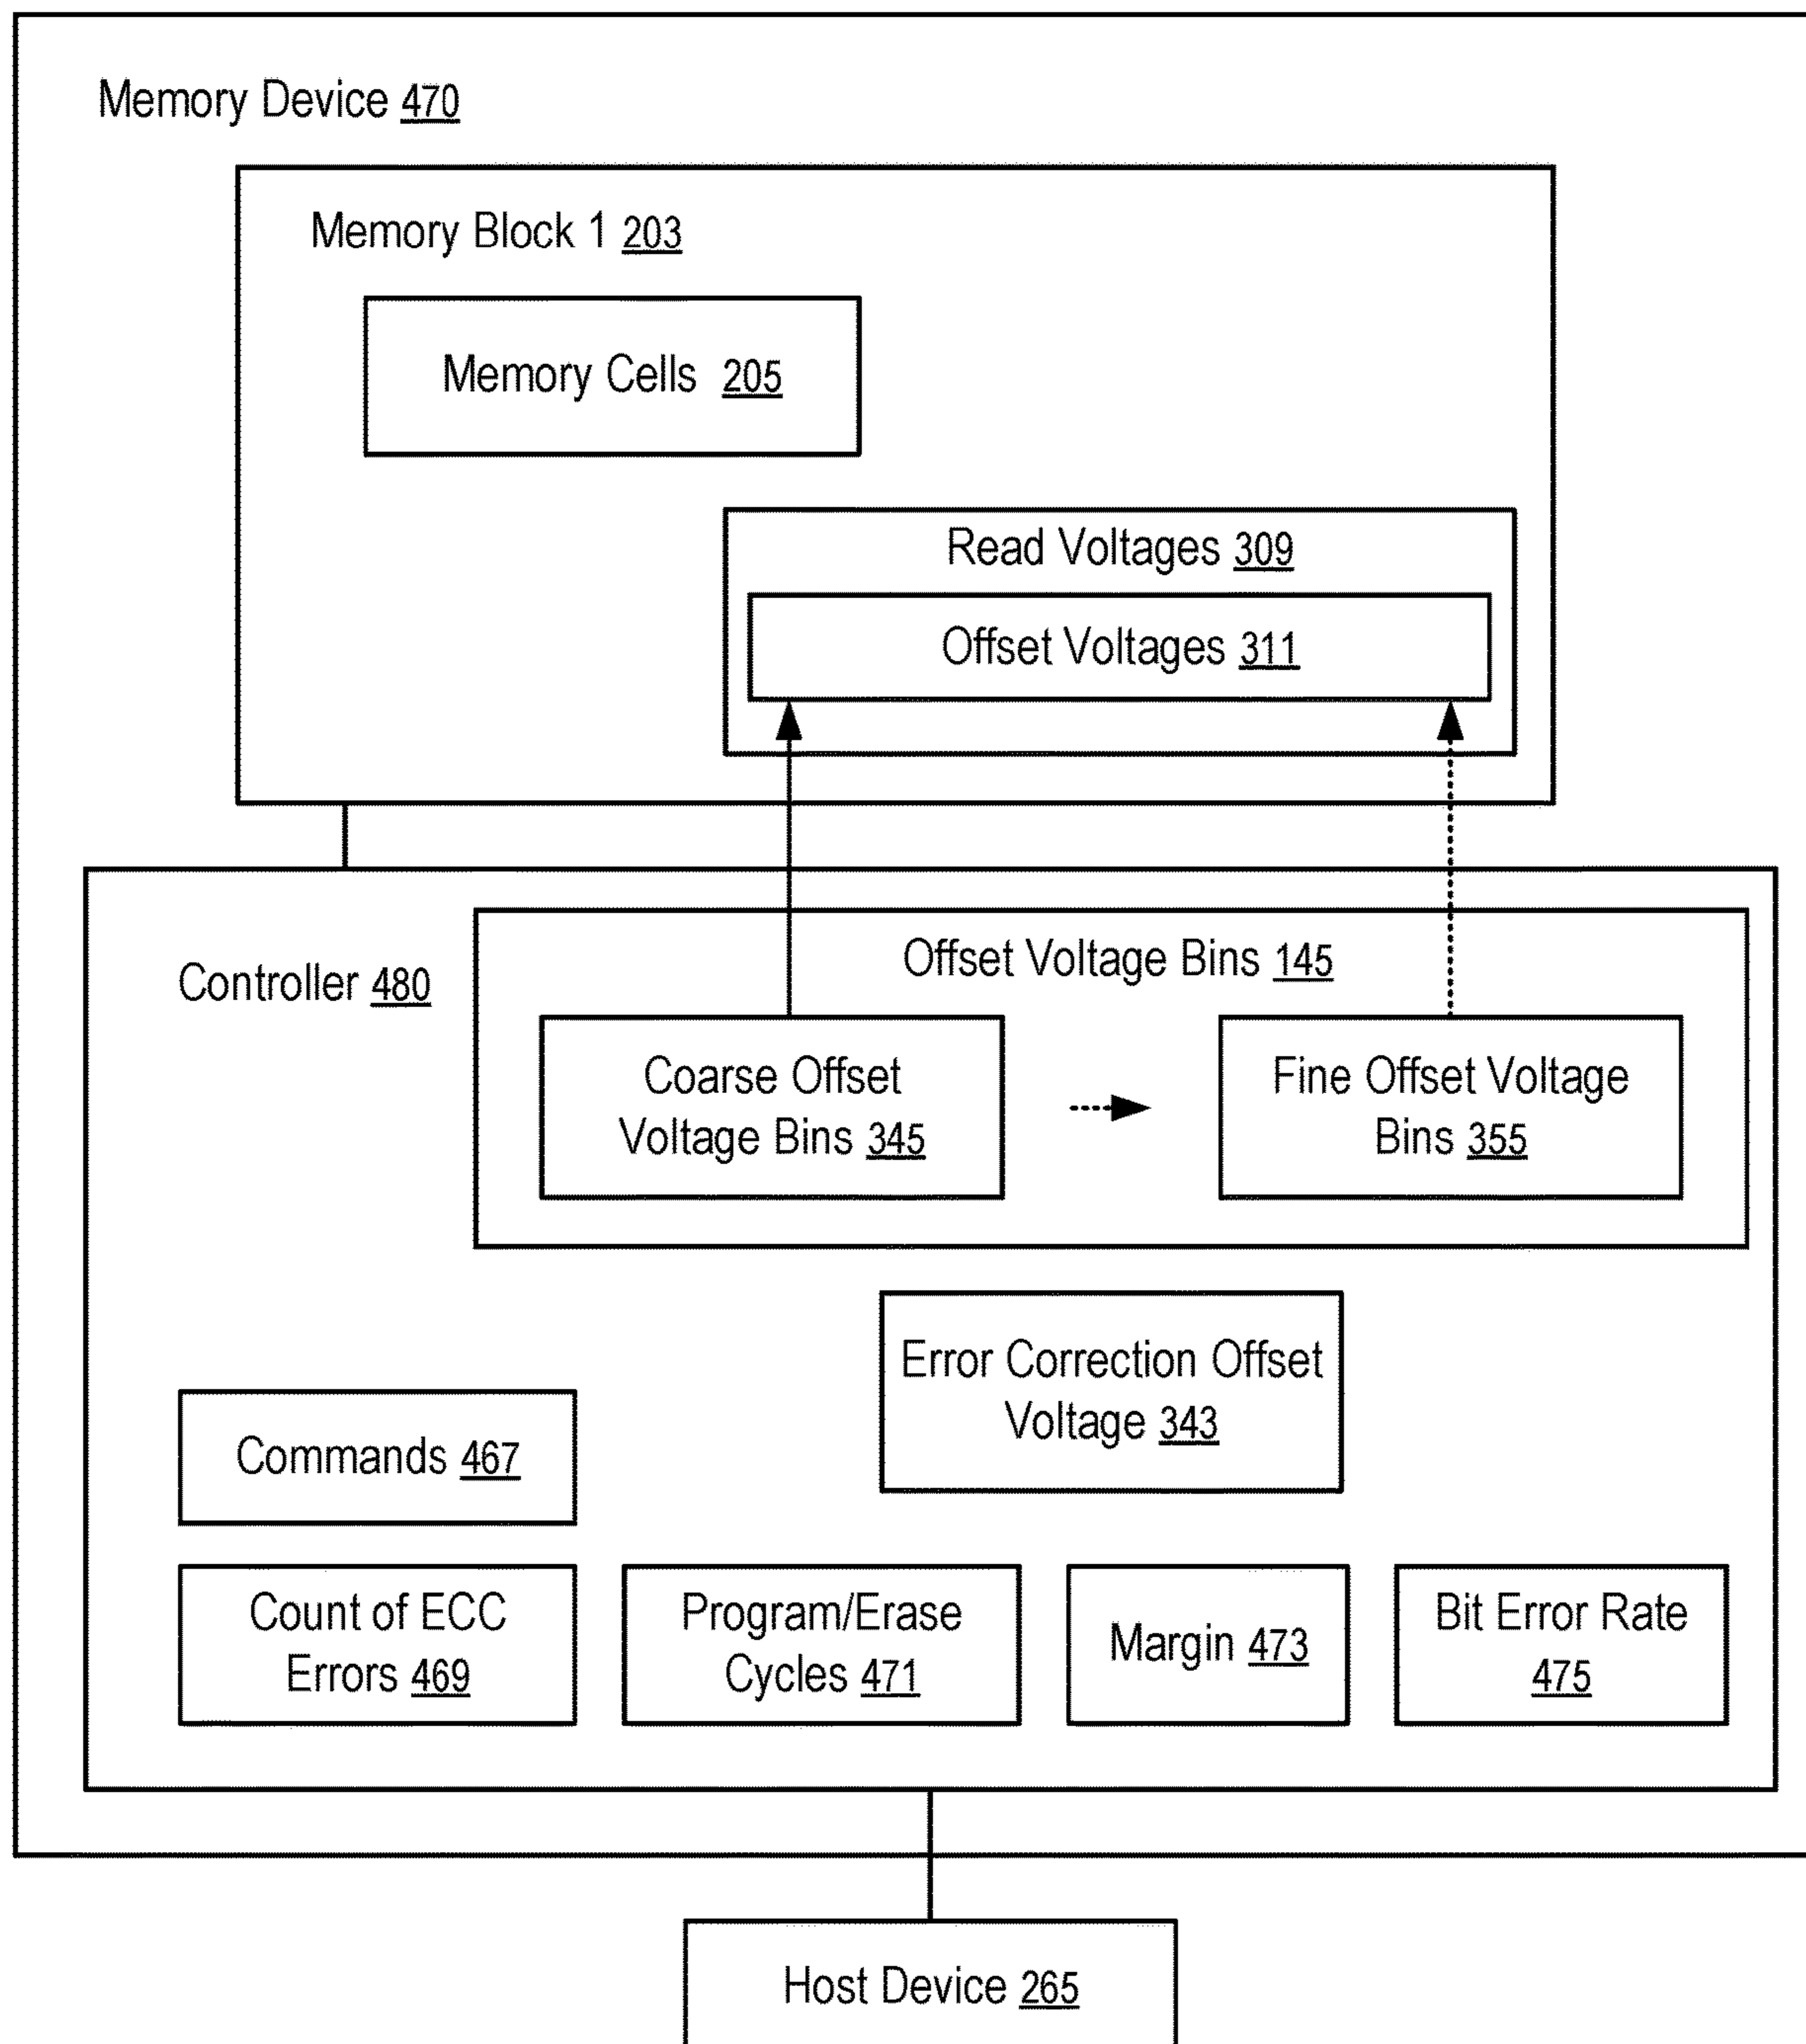 Memory Device 470
Memory Block 1 203
Memory Cells 205
Read Voltages 309
Offset Voltages 311
Controller 480
Offset Voltage Bins 145
Coarse Offset
Voltage Bins 345
Fine Offset Voltage
Bins 355
Error Correction Offset
Voltage 343
Commands 467
Count of ECC
Errors 469
Program/Erase
Cycles 471
Margin 473
Bit Error Rate
475
Host Device 265